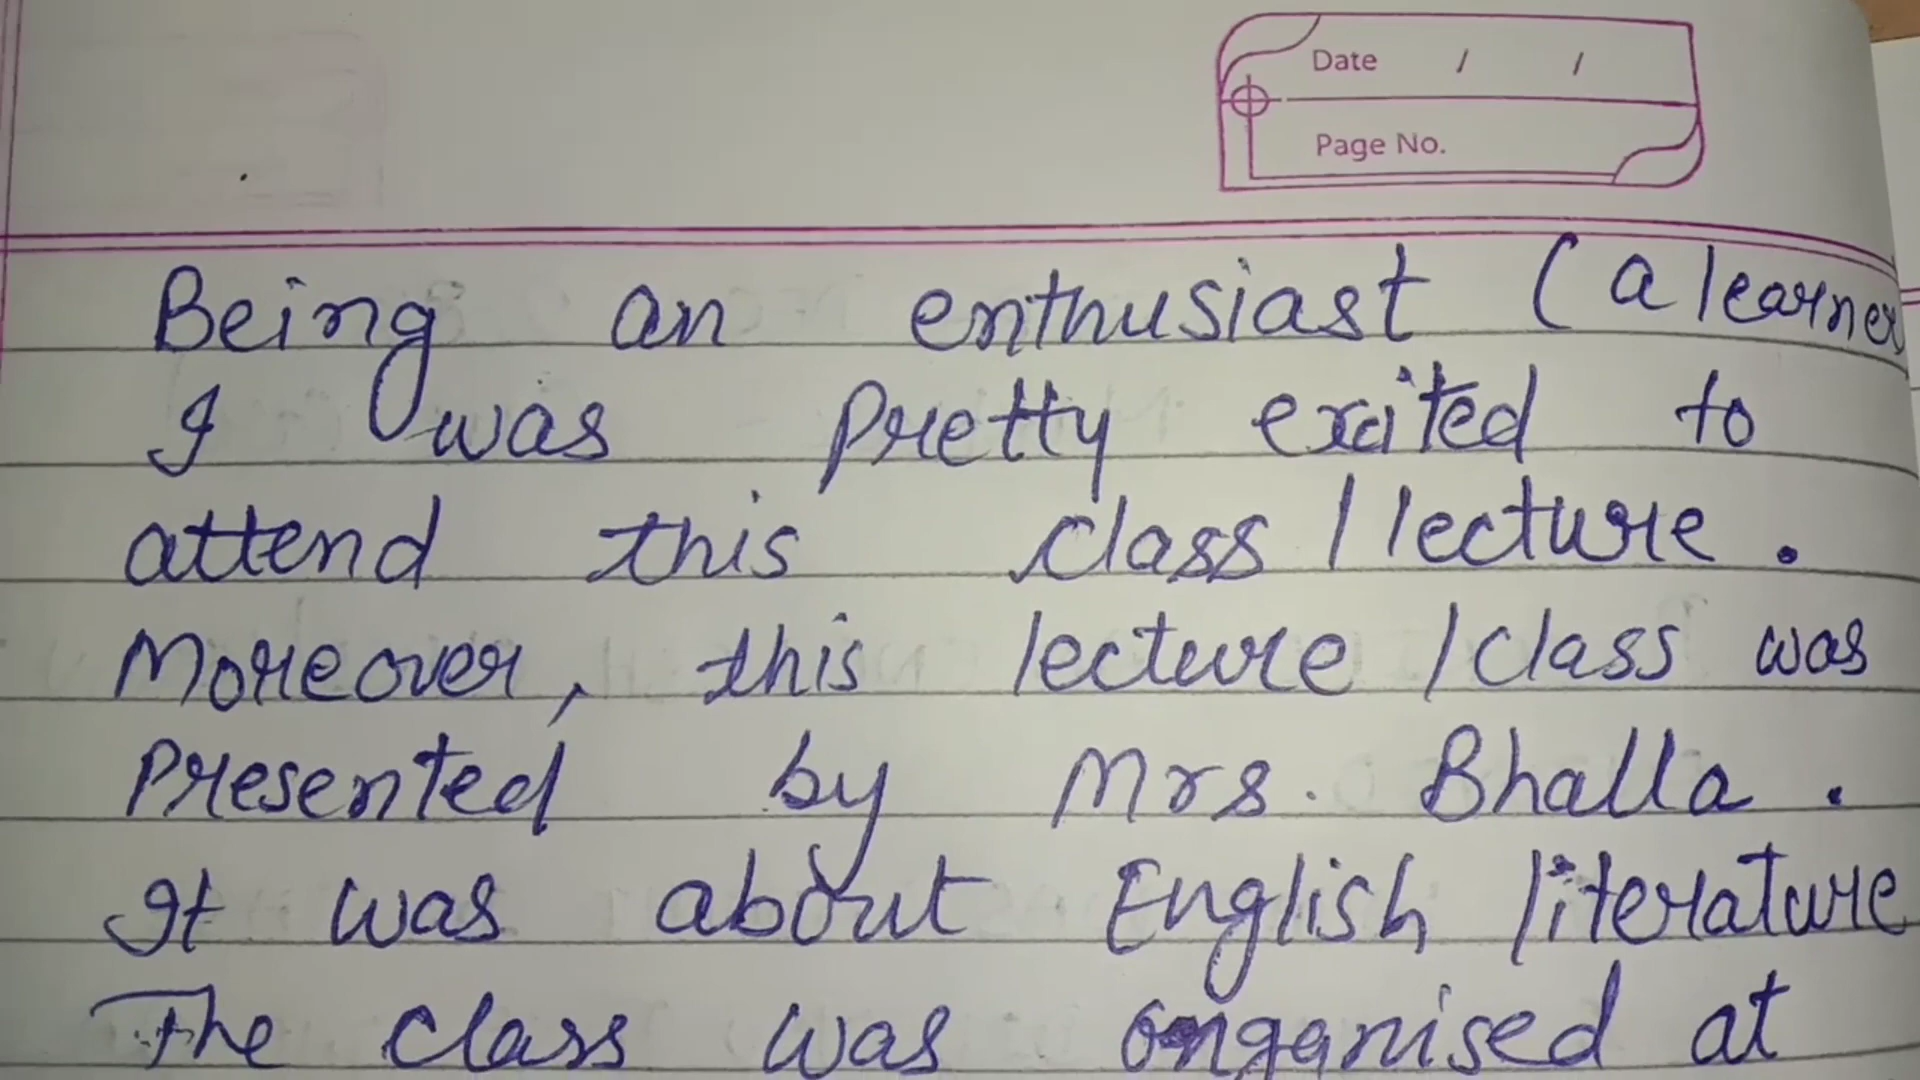 Date / /
Page No.
Being an enthusiast (a learner
I was pretty excited to
attend this class / lecture.
Moreover, this lecture / class was
presented by Mrs. Bhalla.
It was about English literature
The class was organised at